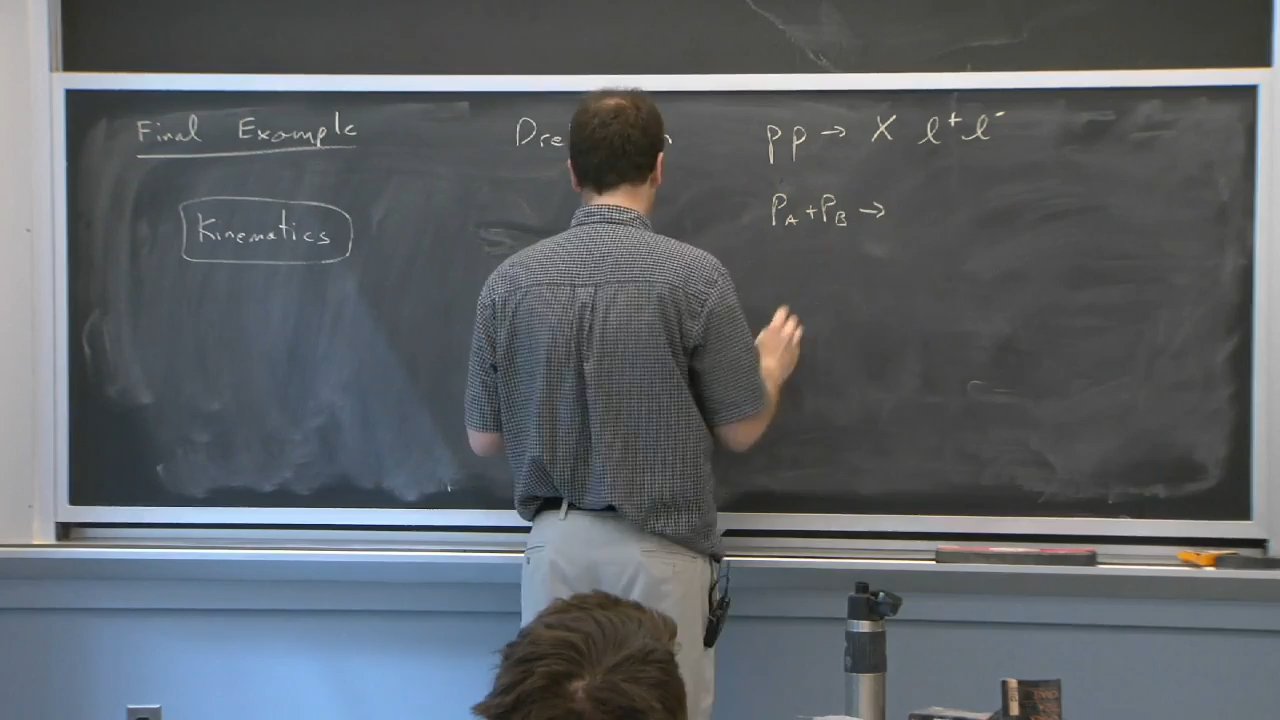 Final Example
pp → X l⁺l⁻
P_A + P_B →
Kinematics